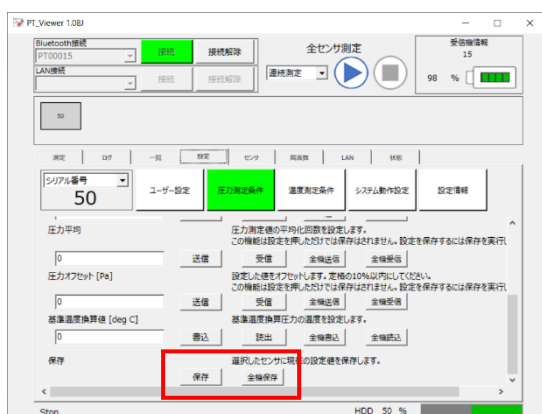 PT_Viewer 1.08J
Bluetooth接続
PT00015
接続
接続解除
全センサ測定
受信機情報
15
LAN接続
接続
接続解除
連続測定
98 %
50
測定 ログ 一覧 設定 センサ 周波数 LAN 状態
シリアル番号
50
ユーザー設定
圧力測定条件
温度測定条件
システム動作設定
設定情報
圧力平均
圧力測定値の平均化回数を設定します。
この機能は設定を押しただけでは保存はされません。設定を保存するには保存を実行し
0
送信 受信 全機送信 全機受信
圧力オフセット [Pa]
設定した値をオフセットします。定格の10%以内にしてください。
この機能は設定を押しただけでは保存はされません。設定を保存するには保存を実行し
0
送信 受信 全機送信 全機受信
基準温度換算値 [deg C]
基準温度換算圧力の温度を設定します。
0
書込 読出 全機書込 全機読込
保存
選択したセンサに現在の設定値を保存します。
保存 全機保存
Stop
HDD 50 %